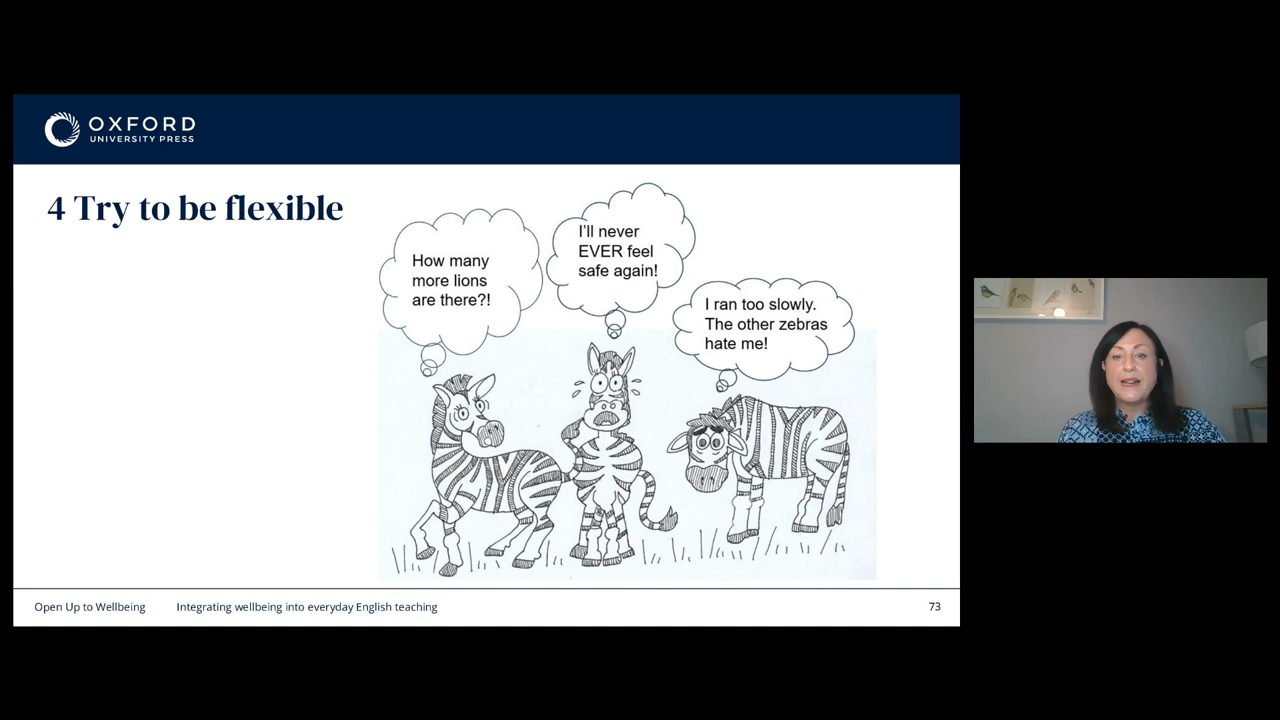 OXFORD
UNIVERSITY PRESS
4 Try to be flexible
How many
more lions
are there?!
I'll never
EVER feel
safe again!
I ran too slowly.
The other zebras
hate me!
Open Up to Wellbeing
Integrating wellbeing into everyday English teaching
73